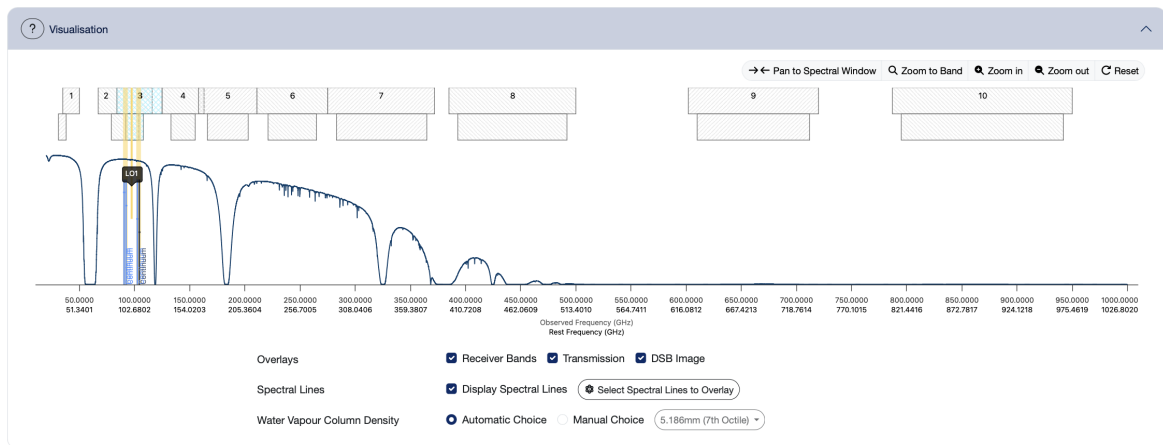 ? Visualisation
Pan to Spectral Window Zoom to Band Zoom in Zoom out Reset
1 2 3 4 5 6 7 8 9 10
LO1
50.0000 100.0000 150.0000 200.0000 250.0000 300.0000 350.0000 400.0000 450.0000 500.0000 550.0000 600.0000 650.0000 700.0000 750.0000 800.0000 850.0000 900.0000 950.0000 1000.0000
51.3401 102.6802 154.0203 205.3604 256.7005 308.0406 359.3807 410.7208 462.0609 513.4010 564.7411 616.0812 667.4213 718.7614 770.1015 821.4416 872.7817 924.1218 975.4619 1026.8020
Observed Frequency (GHz)
Rest Frequency (GHz)
Overlays Receiver Bands Transmission DSB Image
Spectral Lines Display Spectral Lines Select Spectral Lines to Overlay
Water Vapour Column Density Automatic Choice Manual Choice 5.186mm (7th Octile)